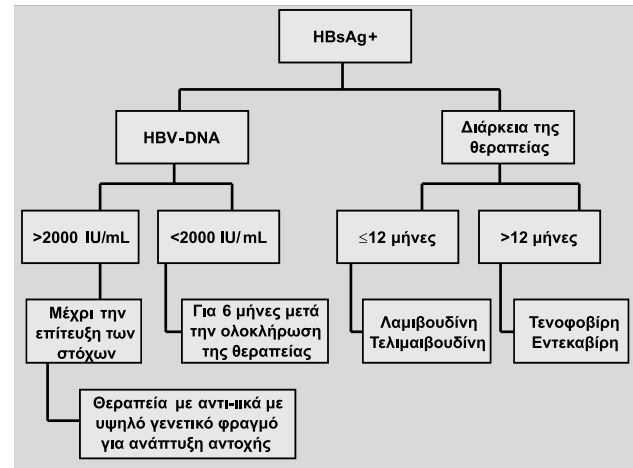 HBsAg+
HBV-DNA
Διάρκεια της
θεραπείας
>2000 IU/mL
<2000 IU/mL
≤12 μήνες
>12 μήνες
Μέχρι την
επίτευξη των
στόχων
Για 6 μήνες μετά
την ολοκλήρωση
της θεραπείας
Λαμιβουδίνη
Τελιμαιβουδίνη
Τενοφοβίρη
Εντεκαβίρη
Θεραπεία με αντι-ιικά με
υψηλό γενετικό φραγμό
για ανάπτυξη αντοχής